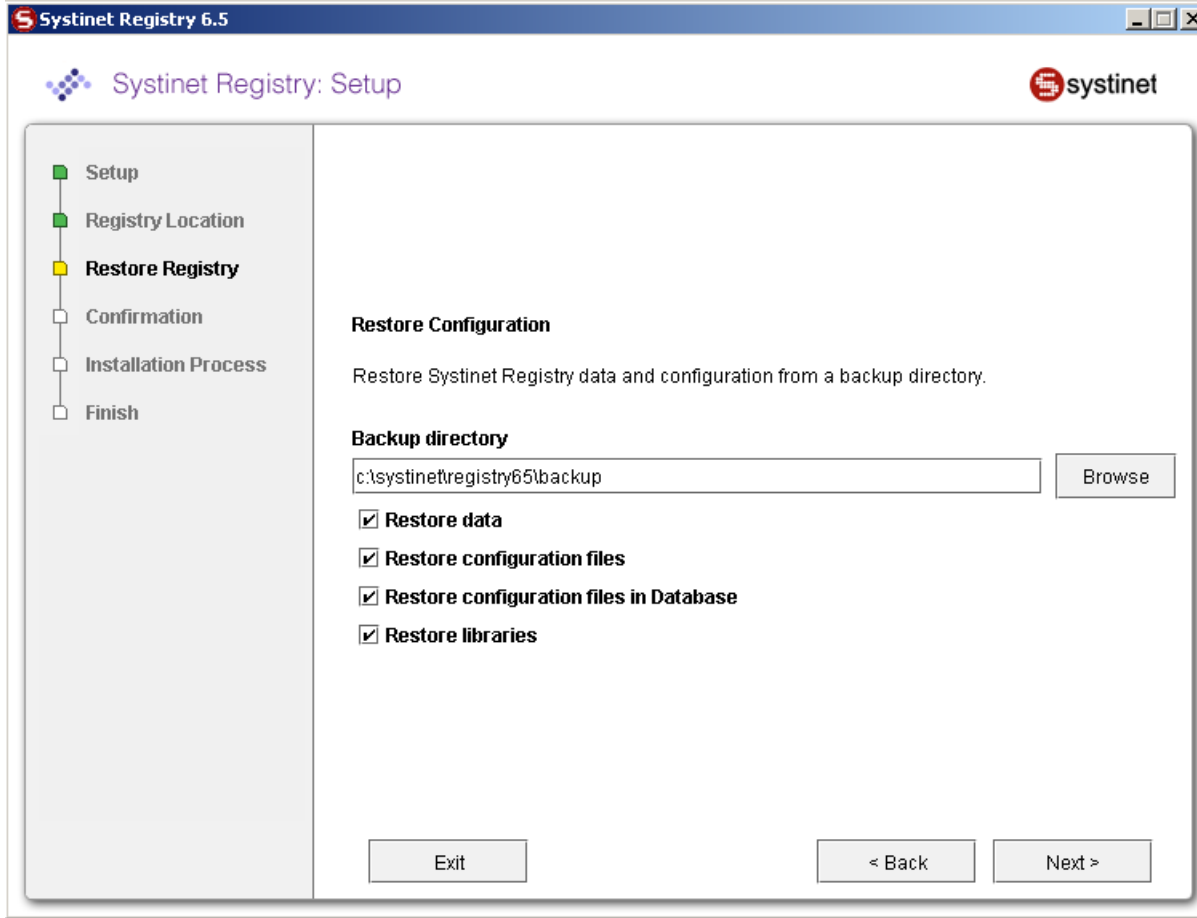 Systinet Registry 6.5
Systinet Registry: Setup
systinet
Setup
Registry Location
Restore Registry
Confirmation
Installation Process
Finish
Restore Configuration
Restore Systinet Registry data and configuration from a backup directory.
Backup directory
c:\systinet\registry65\backup
Browse
Restore data
Restore configuration files
Restore configuration files in Database
Restore libraries
Exit
< Back
Next >